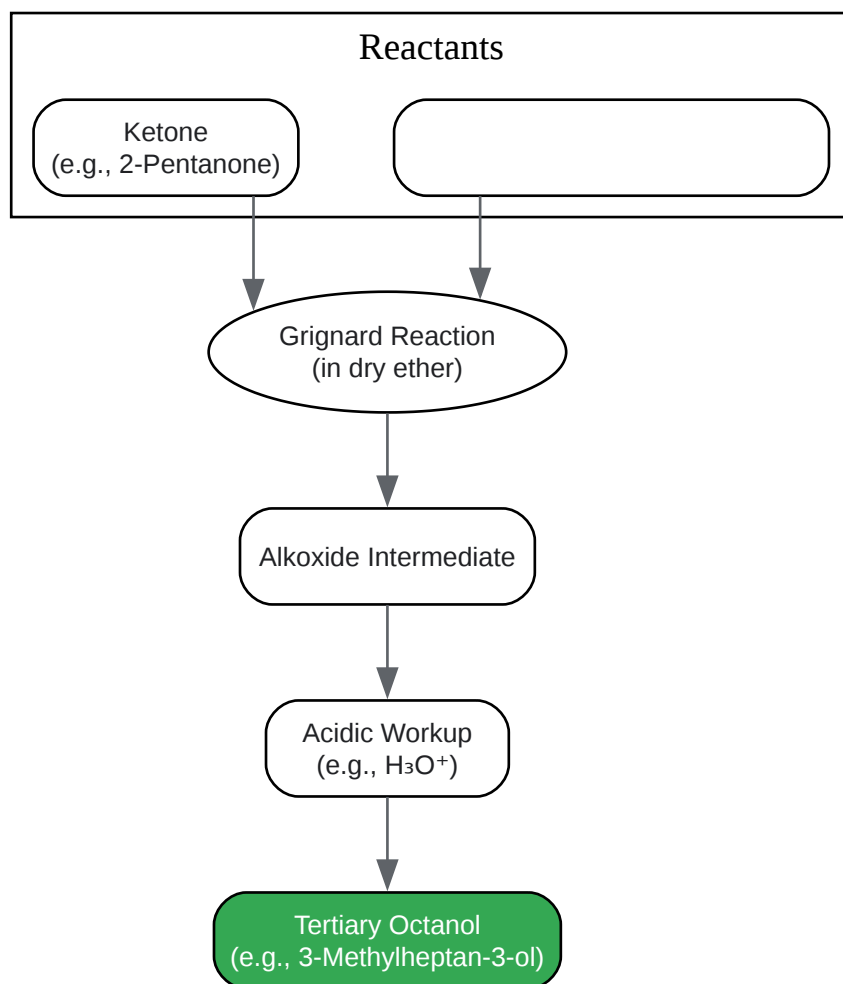 Reactants
Ketone
(e.g., 2-Pentanone)
Grignard Reaction
(in dry ether)
Alkoxide Intermediate
Acidic Workup
(e.g., H₃O⁺)
Tertiary Octanol
(e.g., 3-Methylheptan-3-ol)